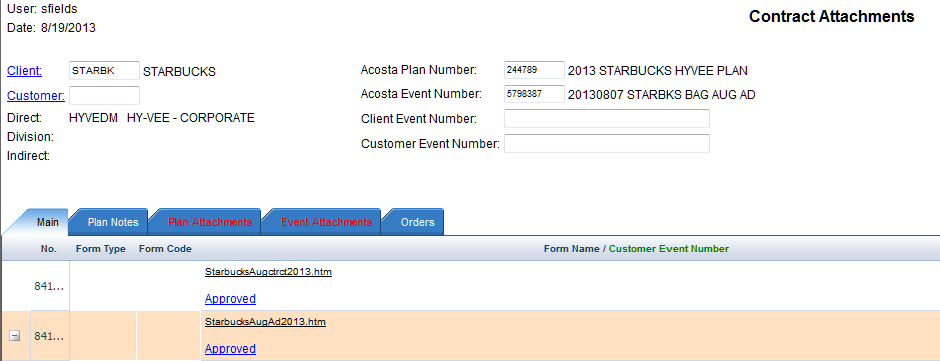 User: sfields
Date: 8/19/2013
Contract Attachments
Client: STARBK STARBUCKS
Customer:
Direct: HYVEDM HY-VEE - CORPORATE
Division:
Indirect:
Acosta Plan Number: 244789 2013 STARBUCKS HYVEE PLAN
Acosta Event Number: 5798387 20130807 STARBKS BAG AUG AD
Client Event Number:
Customer Event Number:
Main Plan Notes Plan Attachments Event Attachments Orders
No. Form Type Form Code Form Name / Customer Event Number
StarbucksAugctrct2013.htm
841...
Approved
StarbucksAugAd2013.htm
841...
Approved